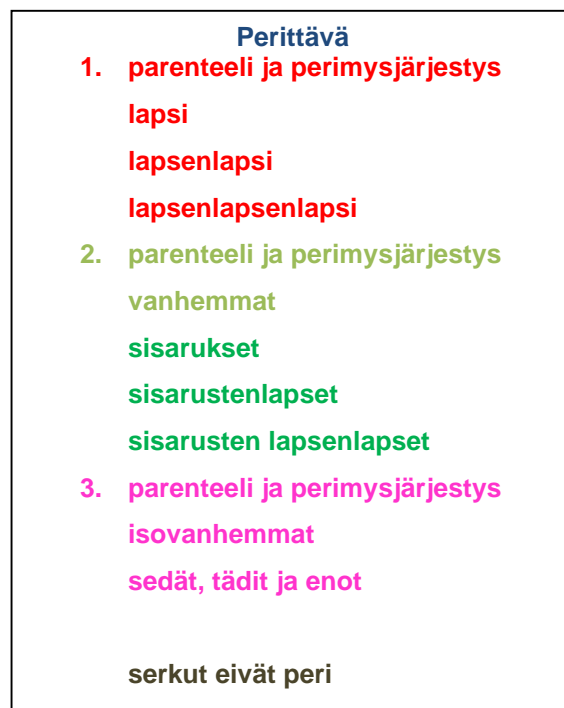 Perittävä
1. parenteeli ja perimysjärjestys
lapsi
lapsenlapsi
lapsenlapsenlapsi
2. parenteeli ja perimysjärjestys
vanhemmat
sisarukset
sisarustenlapset
sisarusten lapsenlapset
3. parenteeli ja perimysjärjestys
isovanhemmat
sedät, tädit ja enot
serkut eivät peri